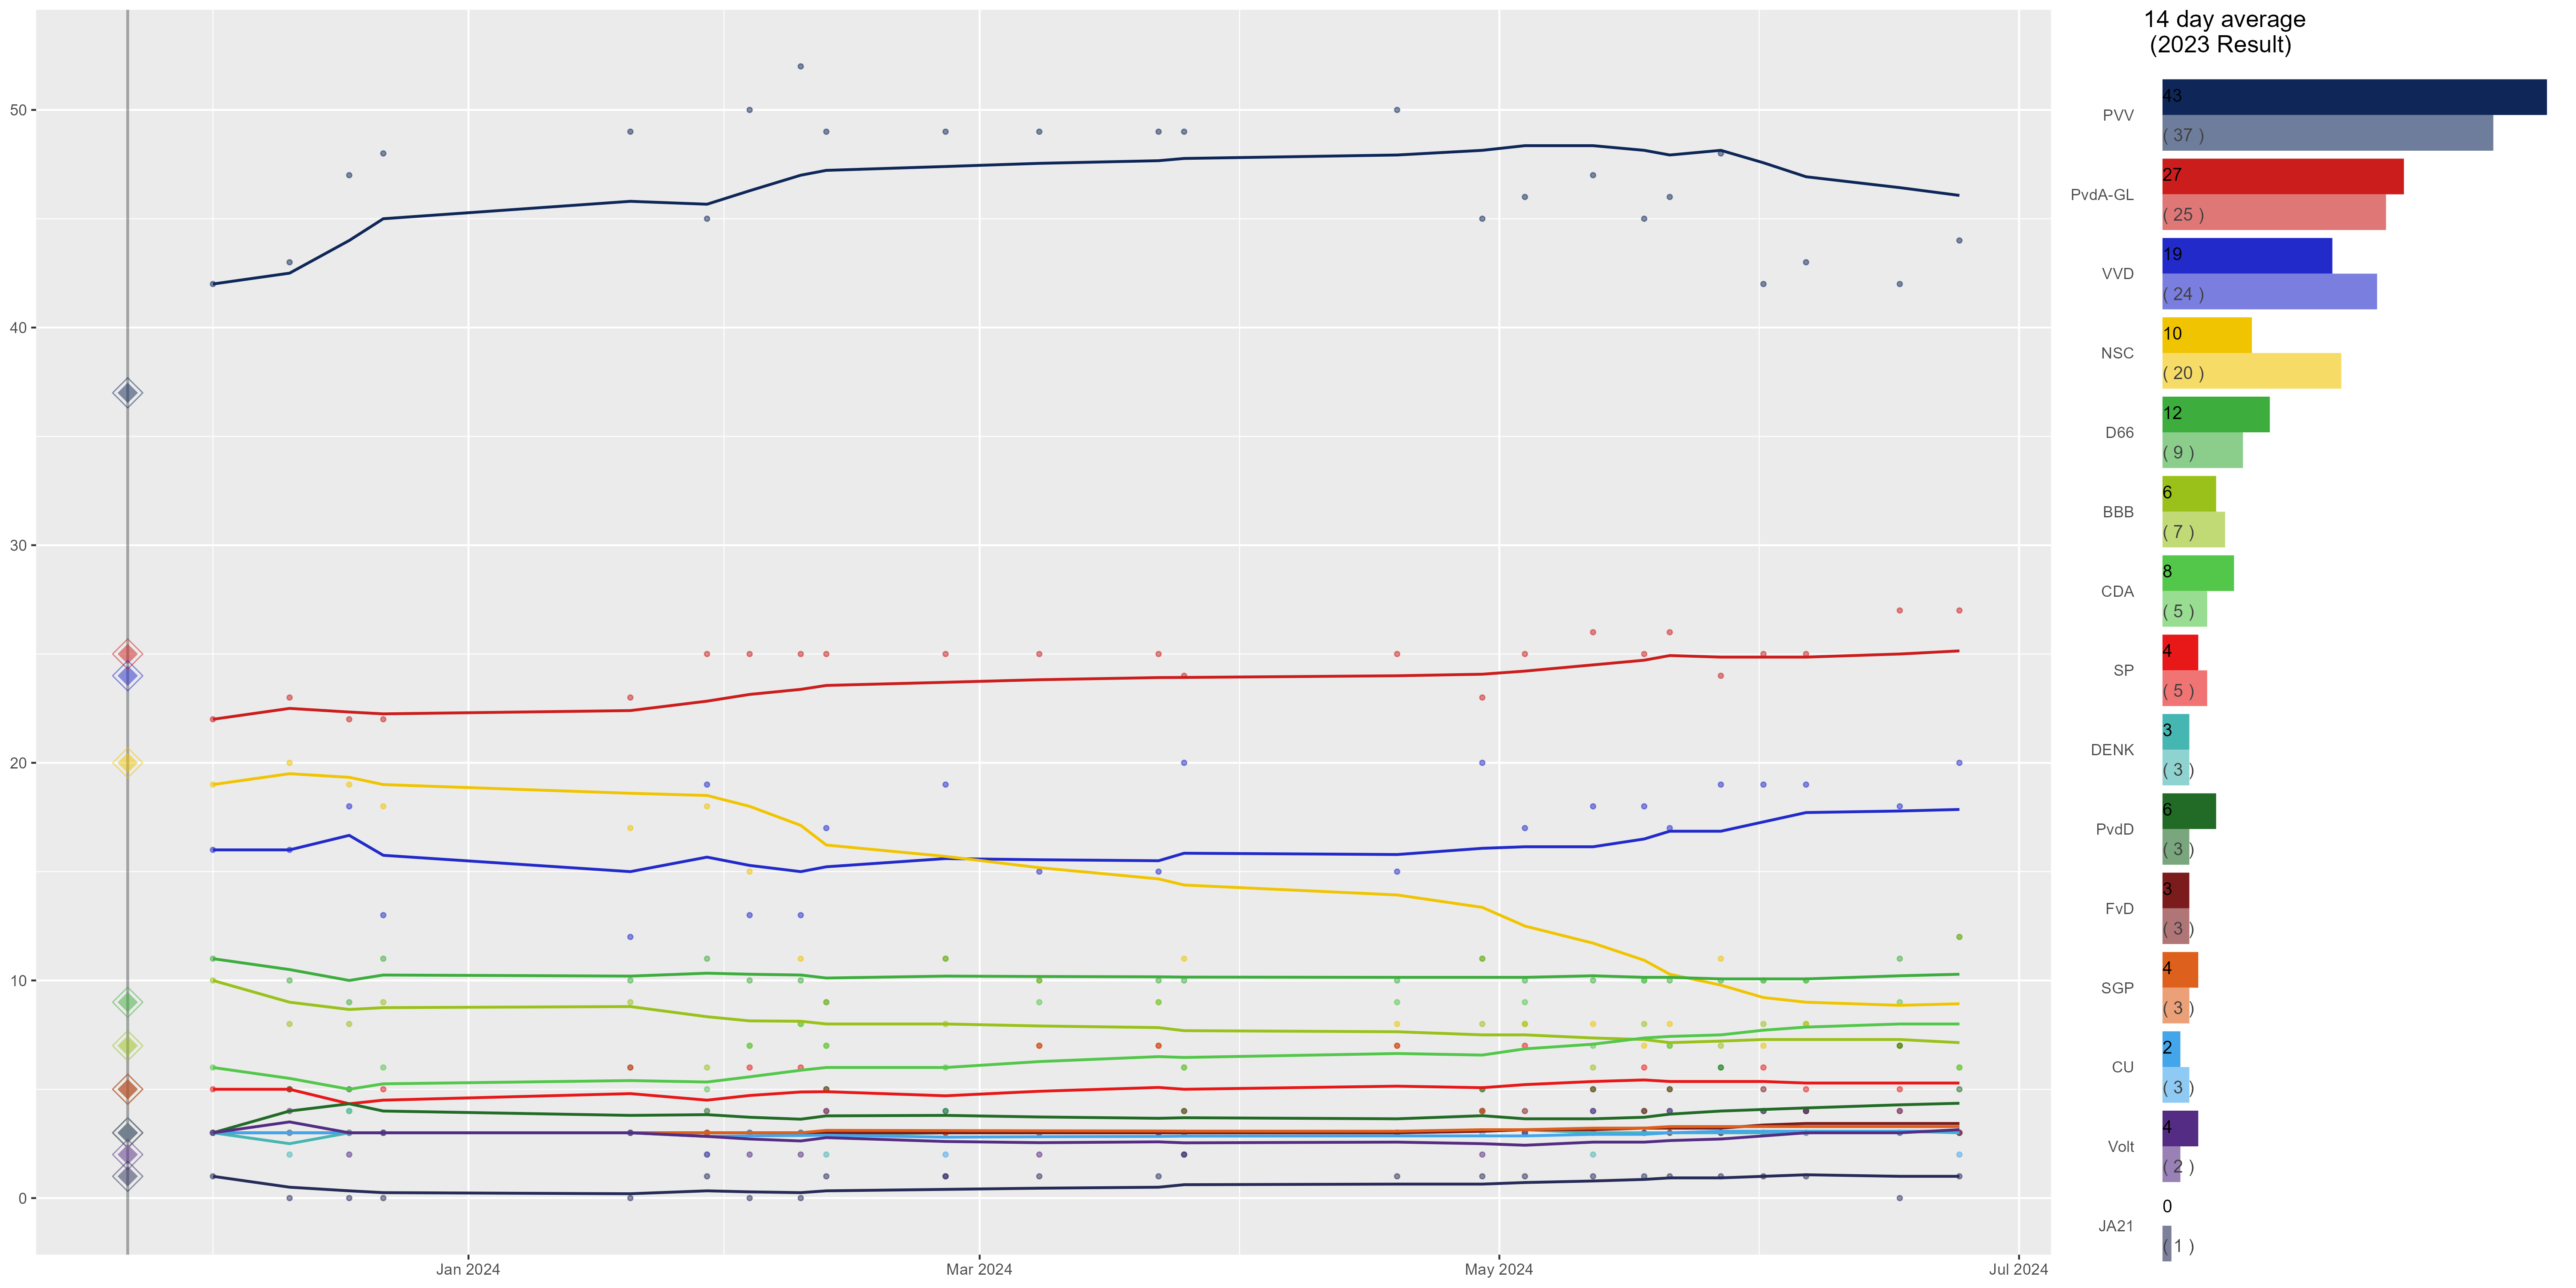 14 day average
(2023 Result)
50
40
30
20
10
0
Jan 2024
Mar 2024
May 2024
Jul 2024
PVV
43
( 37 )
PvdA-GL
27
( 25 )
VVD
19
( 24 )
NSC
10
( 20 )
D66
12
( 9 )
BBB
6
( 7 )
CDA
8
( 5 )
SP
4
( 5 )
DENK
3
( 3 )
PvdD
6
( 3 )
FvD
3
( 3 )
SGP
4
( 3 )
CU
2
( 3 )
Volt
4
( 2 )
JA21
0
( 1 )